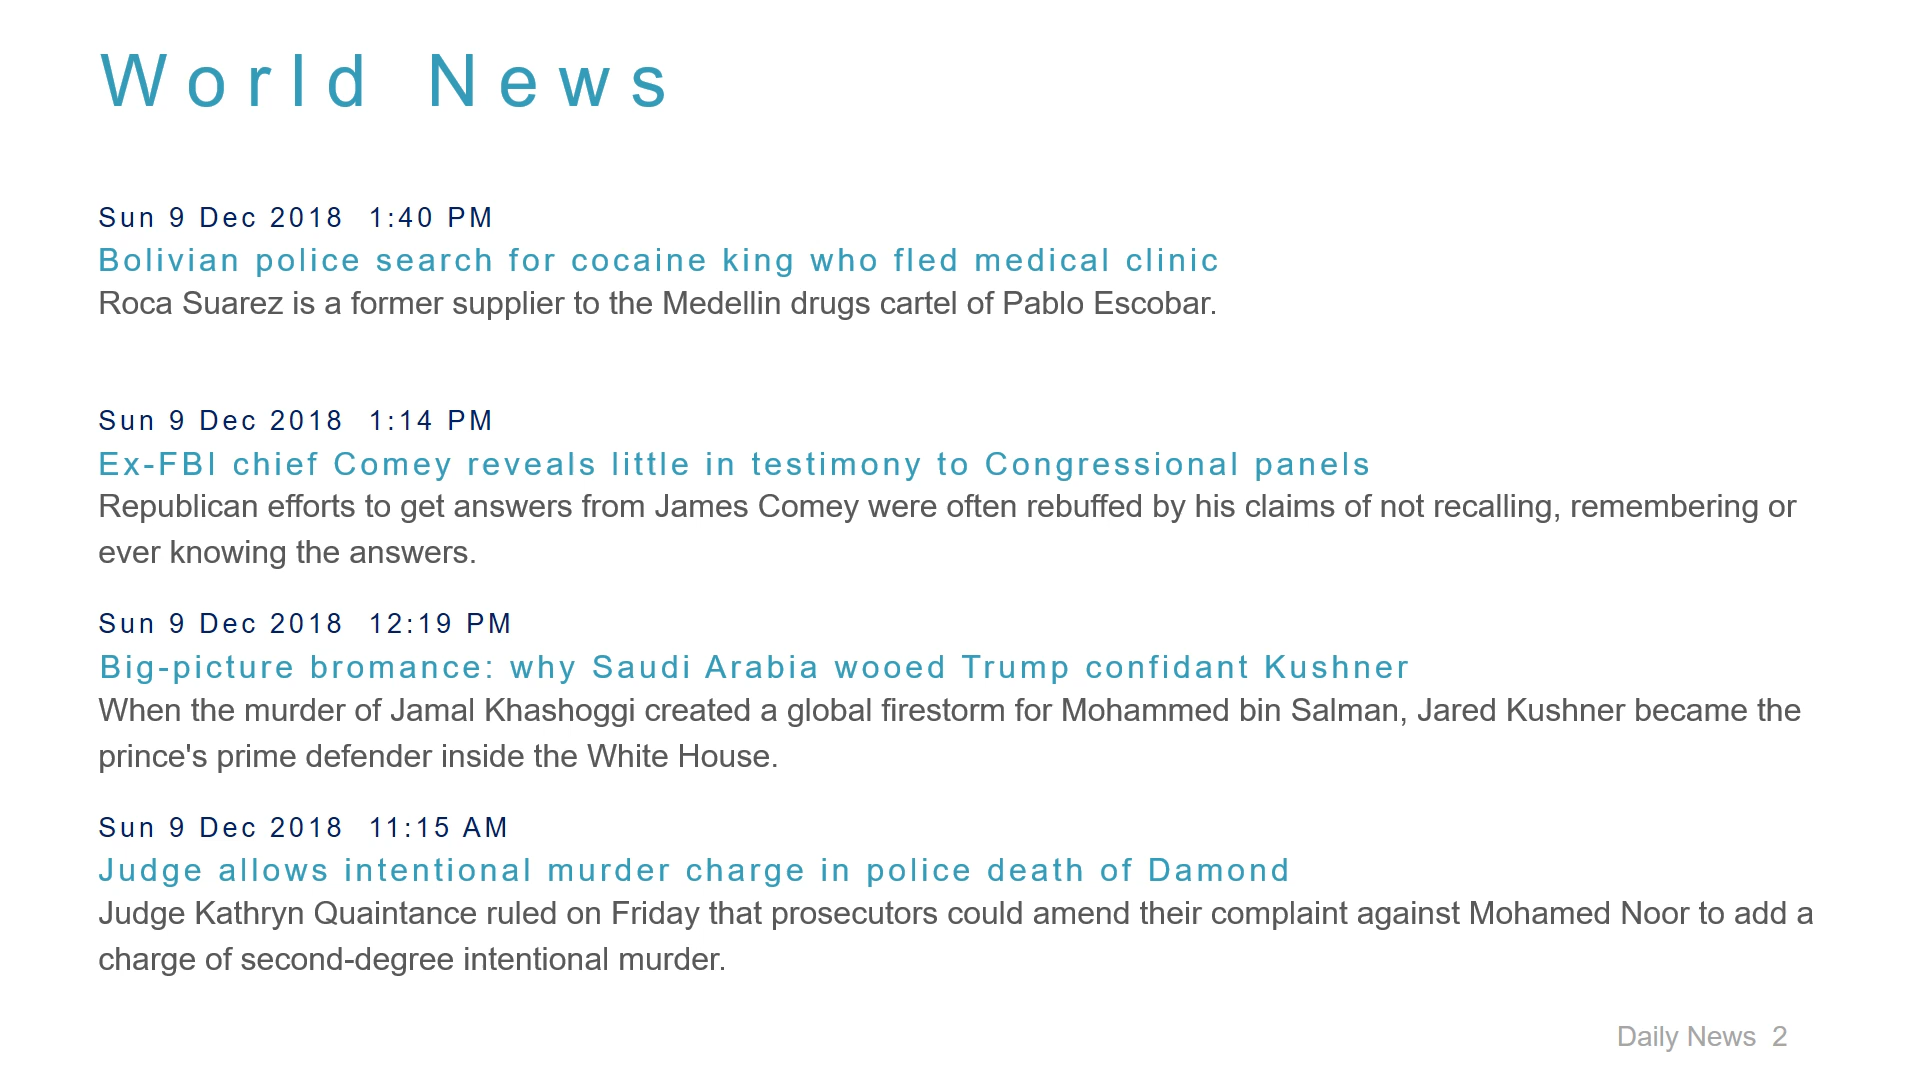 World News
Sun 9 Dec 2018  1:40 PM
Bolivian police search for cocaine king who fled medical clinic
Roca Suarez is a former supplier to the Medellin drugs cartel of Pablo Escobar.
Sun 9 Dec 2018  1:14 PM
Ex-FBI chief Comey reveals little in testimony to Congressional panels
Republican efforts to get answers from James Comey were often rebuffed by his claims of not recalling, remembering or
ever knowing the answers.
Sun 9 Dec 2018  12:19 PM
Big-picture bromance: why Saudi Arabia wooed Trump confidant Kushner
When the murder of Jamal Khashoggi created a global firestorm for Mohammed bin Salman, Jared Kushner became the
prince's prime defender inside the White House.
Sun 9 Dec 2018  11:15 AM
Judge allows intentional murder charge in police death of Damond
Judge Kathryn Quaintance ruled on Friday that prosecutors could amend their complaint against Mohamed Noor to add a
charge of second-degree intentional murder.
Daily News  2